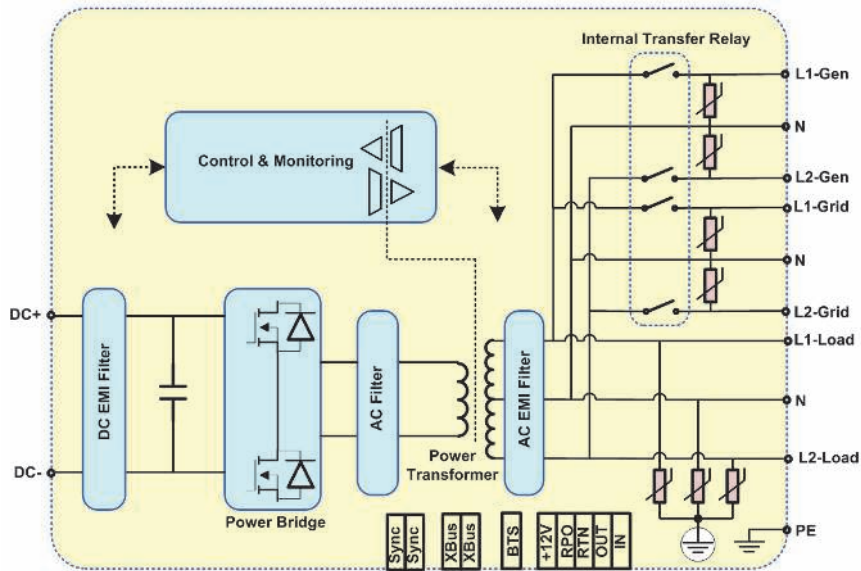 Internal Transfer Relay
L1-Gen
N
L2-Gen
L1-Grid
N
L2-Grid
L1-Load
N
L2-Load
PE
Control & Monitoring
DC+
DC-
DC EMI Filter
Power Bridge
AC Filter
Power
Transformer
AC EMI Filter
Sync
Sync
XBus
XBus
BTS
+12V
RPO
RTN
OUT
IN